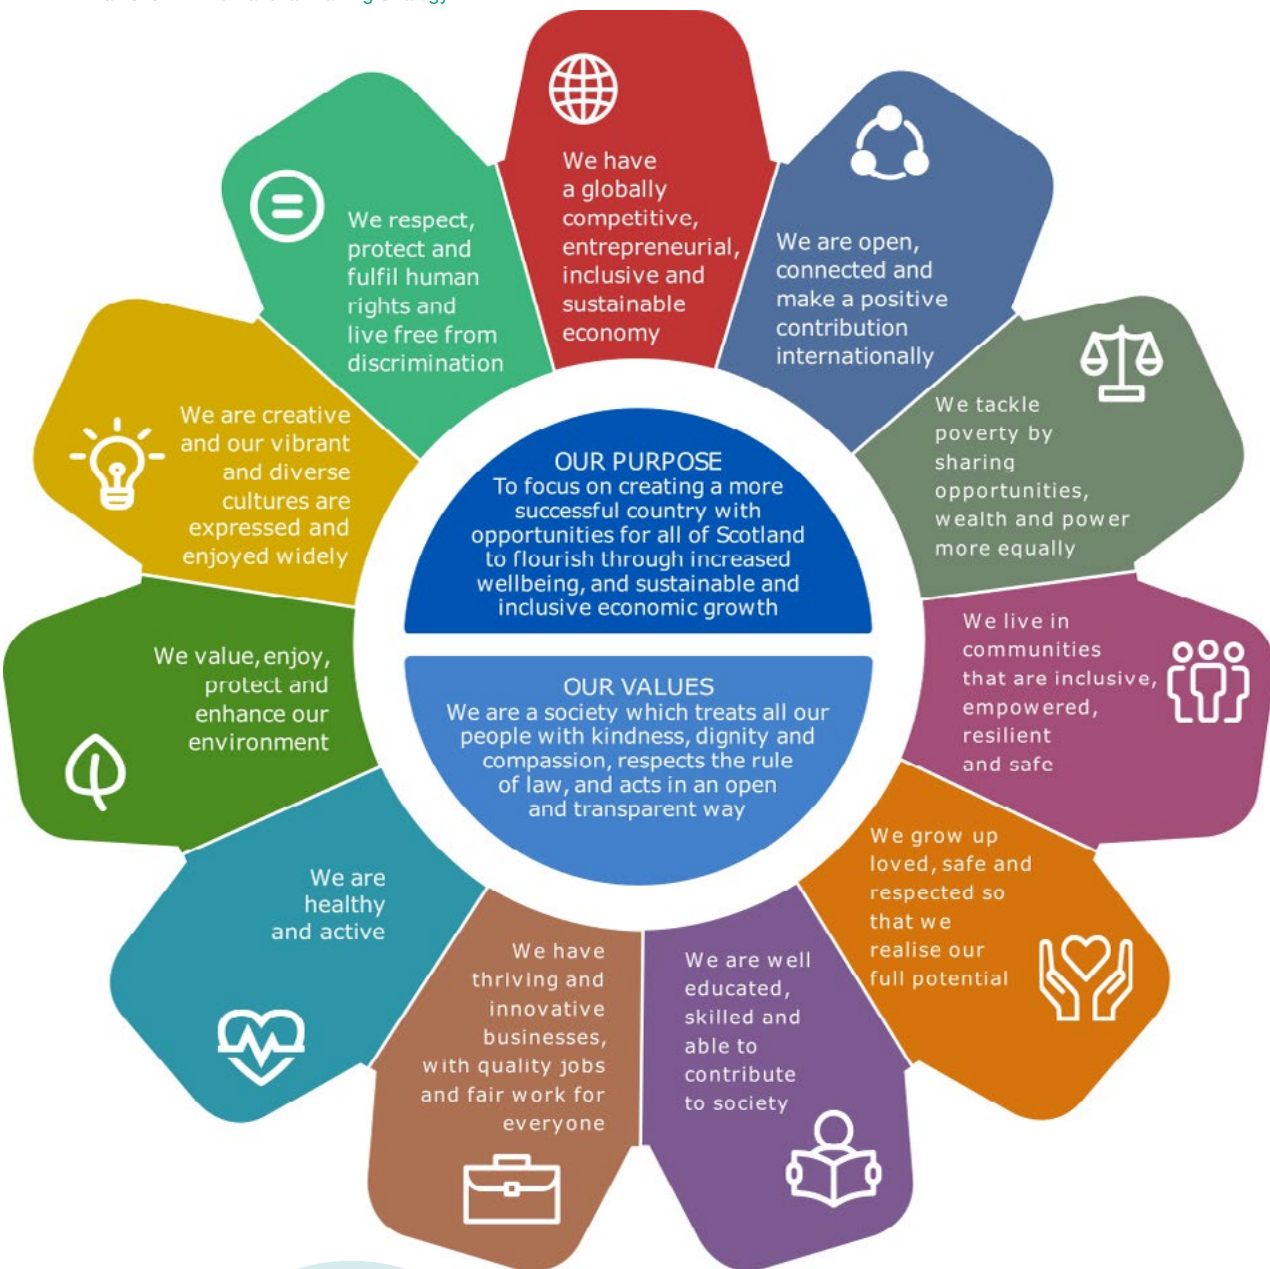 We have
a globally
competitive,
entrepreneurial,
inclusive and
sustainable
economy
We are open,
connected and
make a positive
contribution
internationally
We tackle
poverty by
sharing
opportunities,
wealth and power
more equally
We live in
communities
that are inclusive,
empowered,
resilient
and safe
We grow up
loved, safe and
respected so
that we
realise our
full potential
We are well
educated,
skilled and
able to
contribute
to society
We have
thriving and
innovative
businesses,
with quality jobs
and fair work for
everyone
We are
healthy
and active
We value, enjoy,
protect and
enhance our
environment
We are creative
and our vibrant
and diverse
cultures are
expressed and
enjoyed widely
We respect,
protect and
fulfil human
rights and
live free from
discrimination
OUR PURPOSE
To focus on creating a more
successful country with
opportunities for all of Scotland
to flourish through increased
wellbeing, and sustainable and
inclusive economic growth
OUR VALUES
We are a society which treats all our
people with kindness, dignity and
compassion, respects the rule
of law, and acts in an open
and transparent way